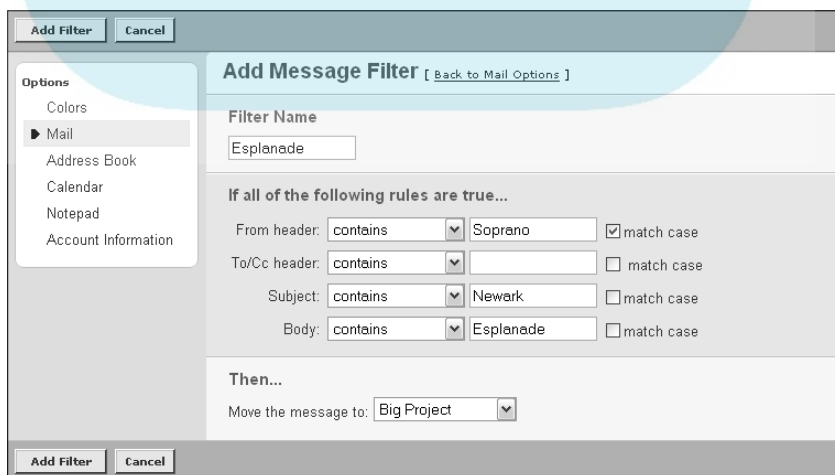 Add Filter Cancel
Options
Colors
Mail
Address Book
Calendar
Notepad
Account Information
Add Message Filter [ Back to Mail Options ]
Filter Name
Esplanade
If all of the following rules are true...
From header: contains Soprano match case
To/Cc header: contains match case
Subject: contains Newark match case
Body: contains Esplanade match case
Then...
Move the message to: Big Project
Add Filter Cancel